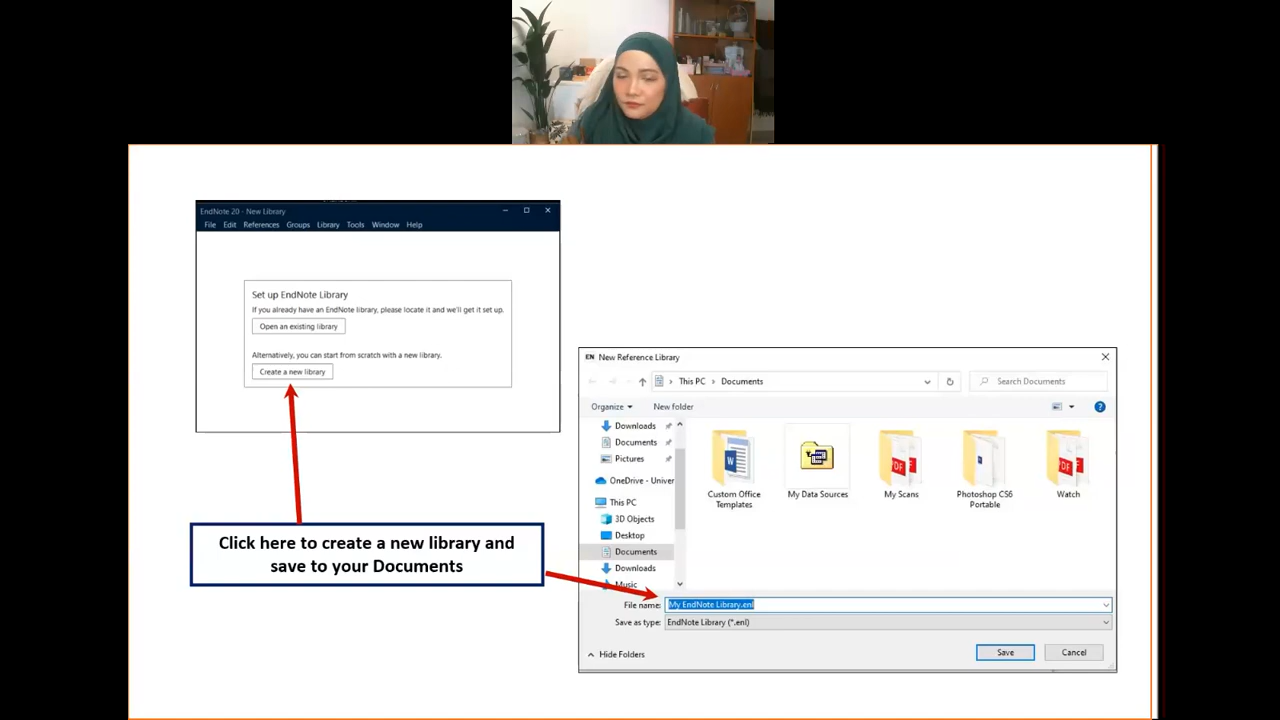 EndNote 20 - New Library
File Edit References Groups Library Tools Window Help
Set up EndNote Library
If you already have an EndNote library, please locate it and we'll get it set up.
Open an existing library
Alternatively, you can start from scratch with a new library.
Create a new library
Click here to create a new library and
save to your Documents
EN New Reference Library
This PC > Documents
Search Documents
Organize
New folder
Downloads
Documents
Pictures
OneDrive - Univer
This PC
3D Objects
Desktop
Documents
Downloads
Music
Custom Office
Templates
My Data Sources
My Scans
Photoshop CS6
Portable
Watch
File name: My EndNote Library.enl
Save as type: EndNote Library (*.enl)
Hide Folders
Save
Cancel